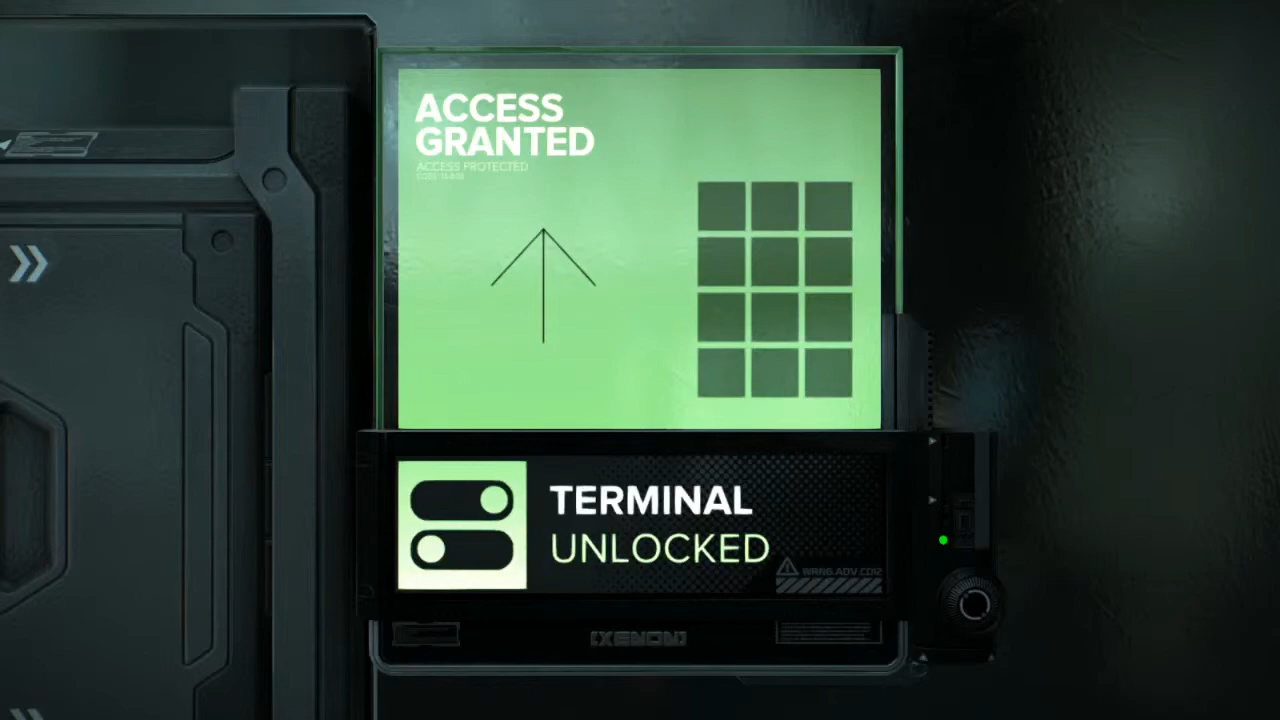 ACCESS
GRANTED
ACCESS PROTECTED
TERMINAL
UNLOCKED
XENON